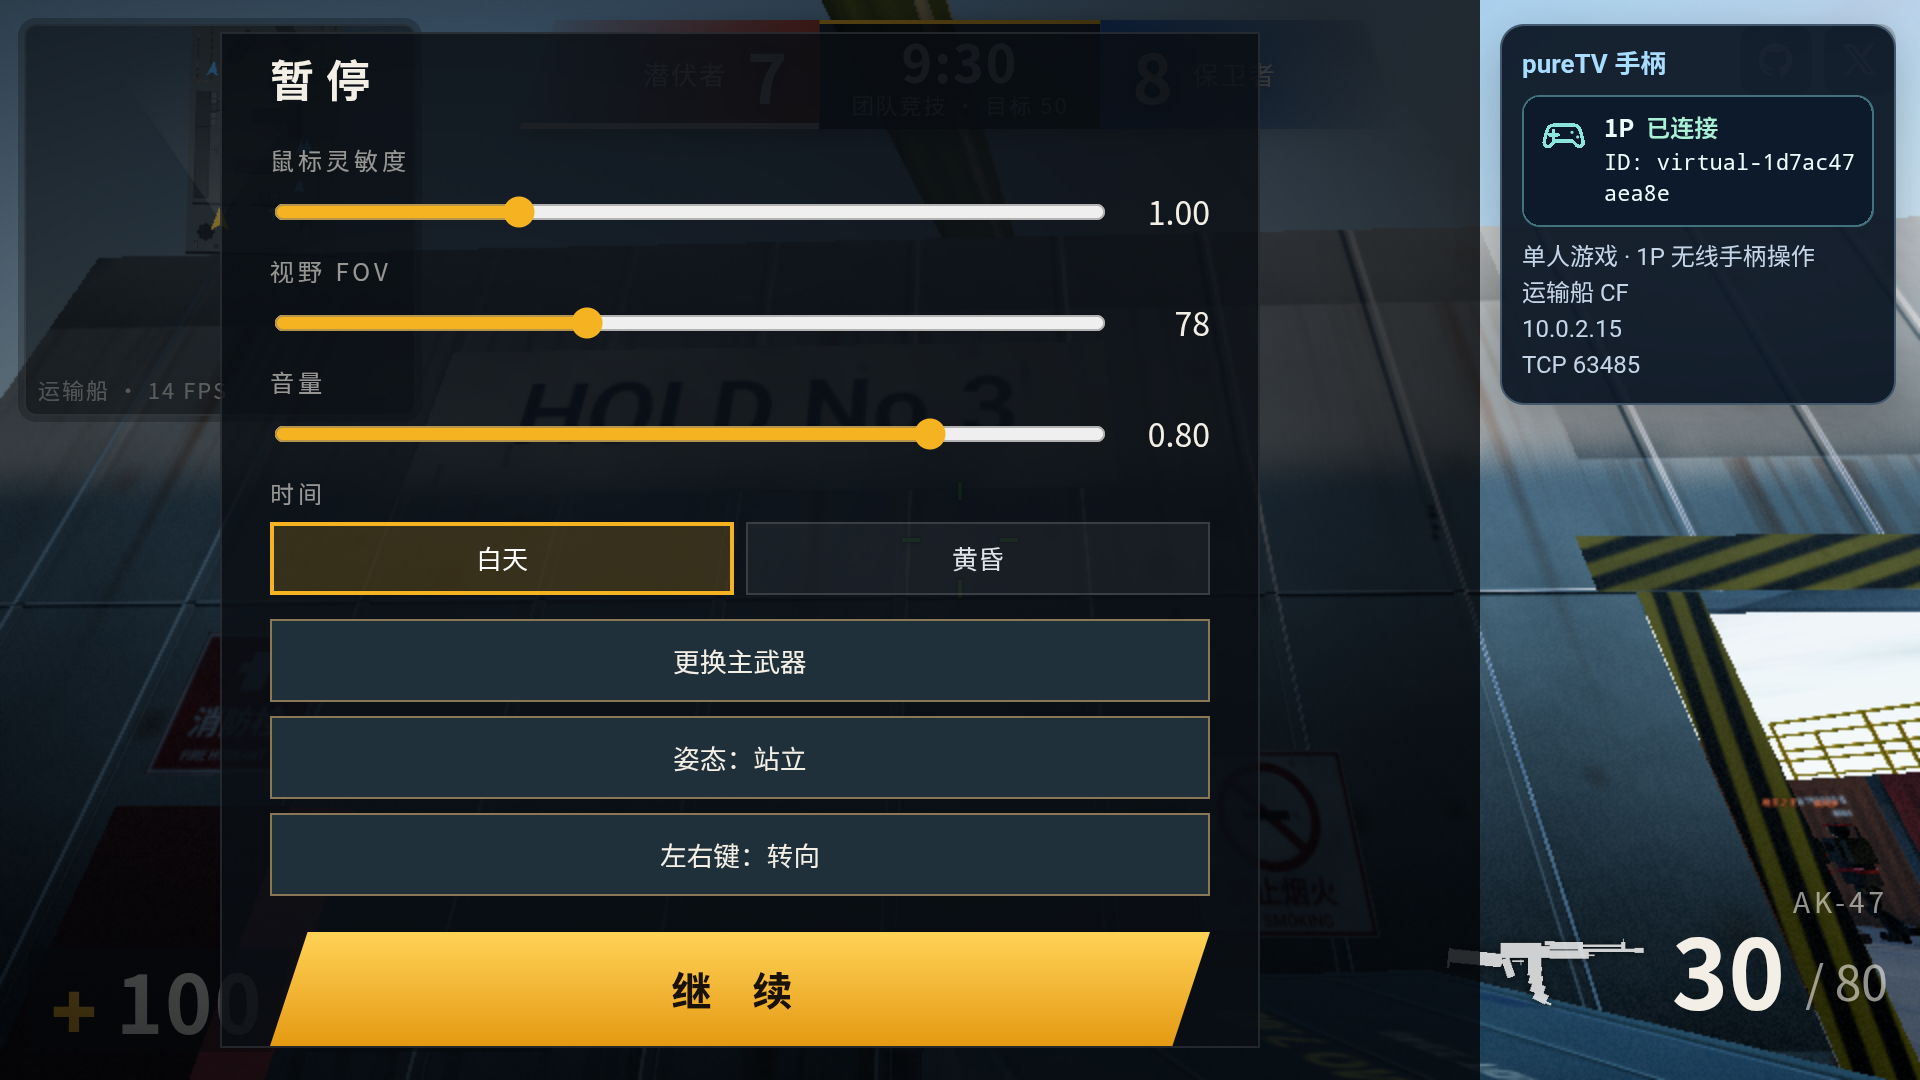 暂停
潜伏者 7
9:30
8 保卫者
团队竞技 · 目标 50
鼠标灵敏度
1.00
视野 FOV
78
音量
0.80
HOLD No.3
运输船 · 14 FPS
时间
白天
黄昏
更换主武器
姿态：站立
左右键：转向
继续
+ 100
pureTV 手柄
1P 已连接
ID: virtual-1d7ac47
aea8e
单人游戏 · 1P 无线手柄操作
运输船 CF
10.0.2.15
TCP 63485
止烟火
SMOKING
AK-47
30 / 80